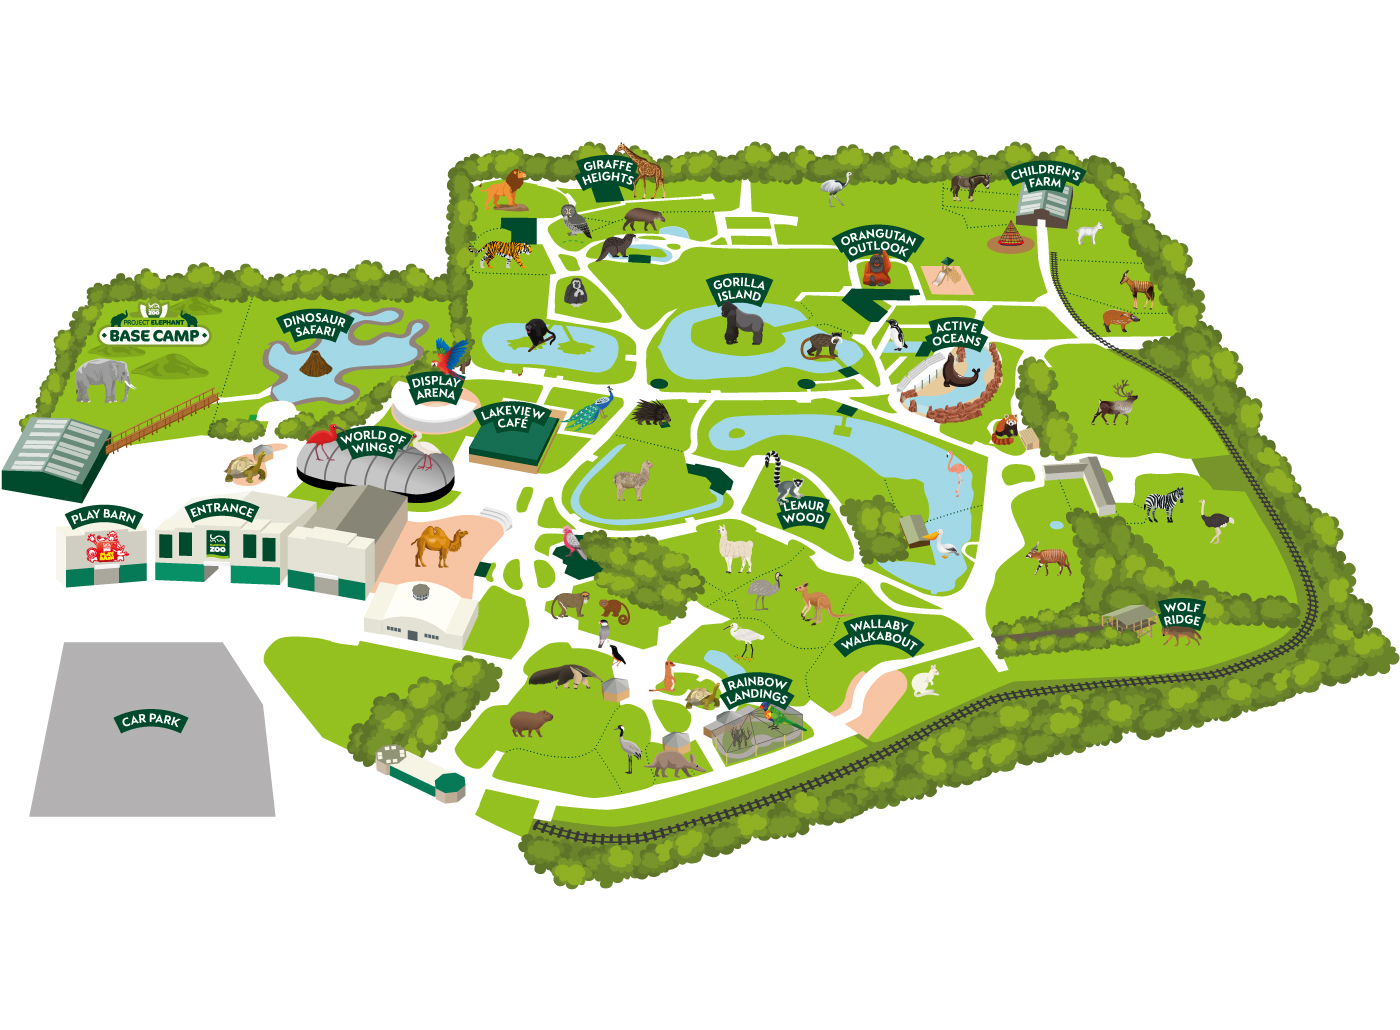 GIRAFFE
HEIGHTS
CHILDREN'S
FARM
ORANGUTAN
OUTLOOK
GORILLA
ISLAND
ZOO
PROJECT ELEPHANT
BASE CAMP
DINOSAUR
SAFARI
ACTIVE
OCEANS
DISPLAY
ARENA
LAKEVIEW
CAFÉ
WORLD OF
WINGS
LEMUR
WOOD
PLAY BARN
ENTRANCE
ZOO
WOLF
RIDGE
WALLABY
WALKABOUT
RAINBOW
LANDINGS
CAR PARK